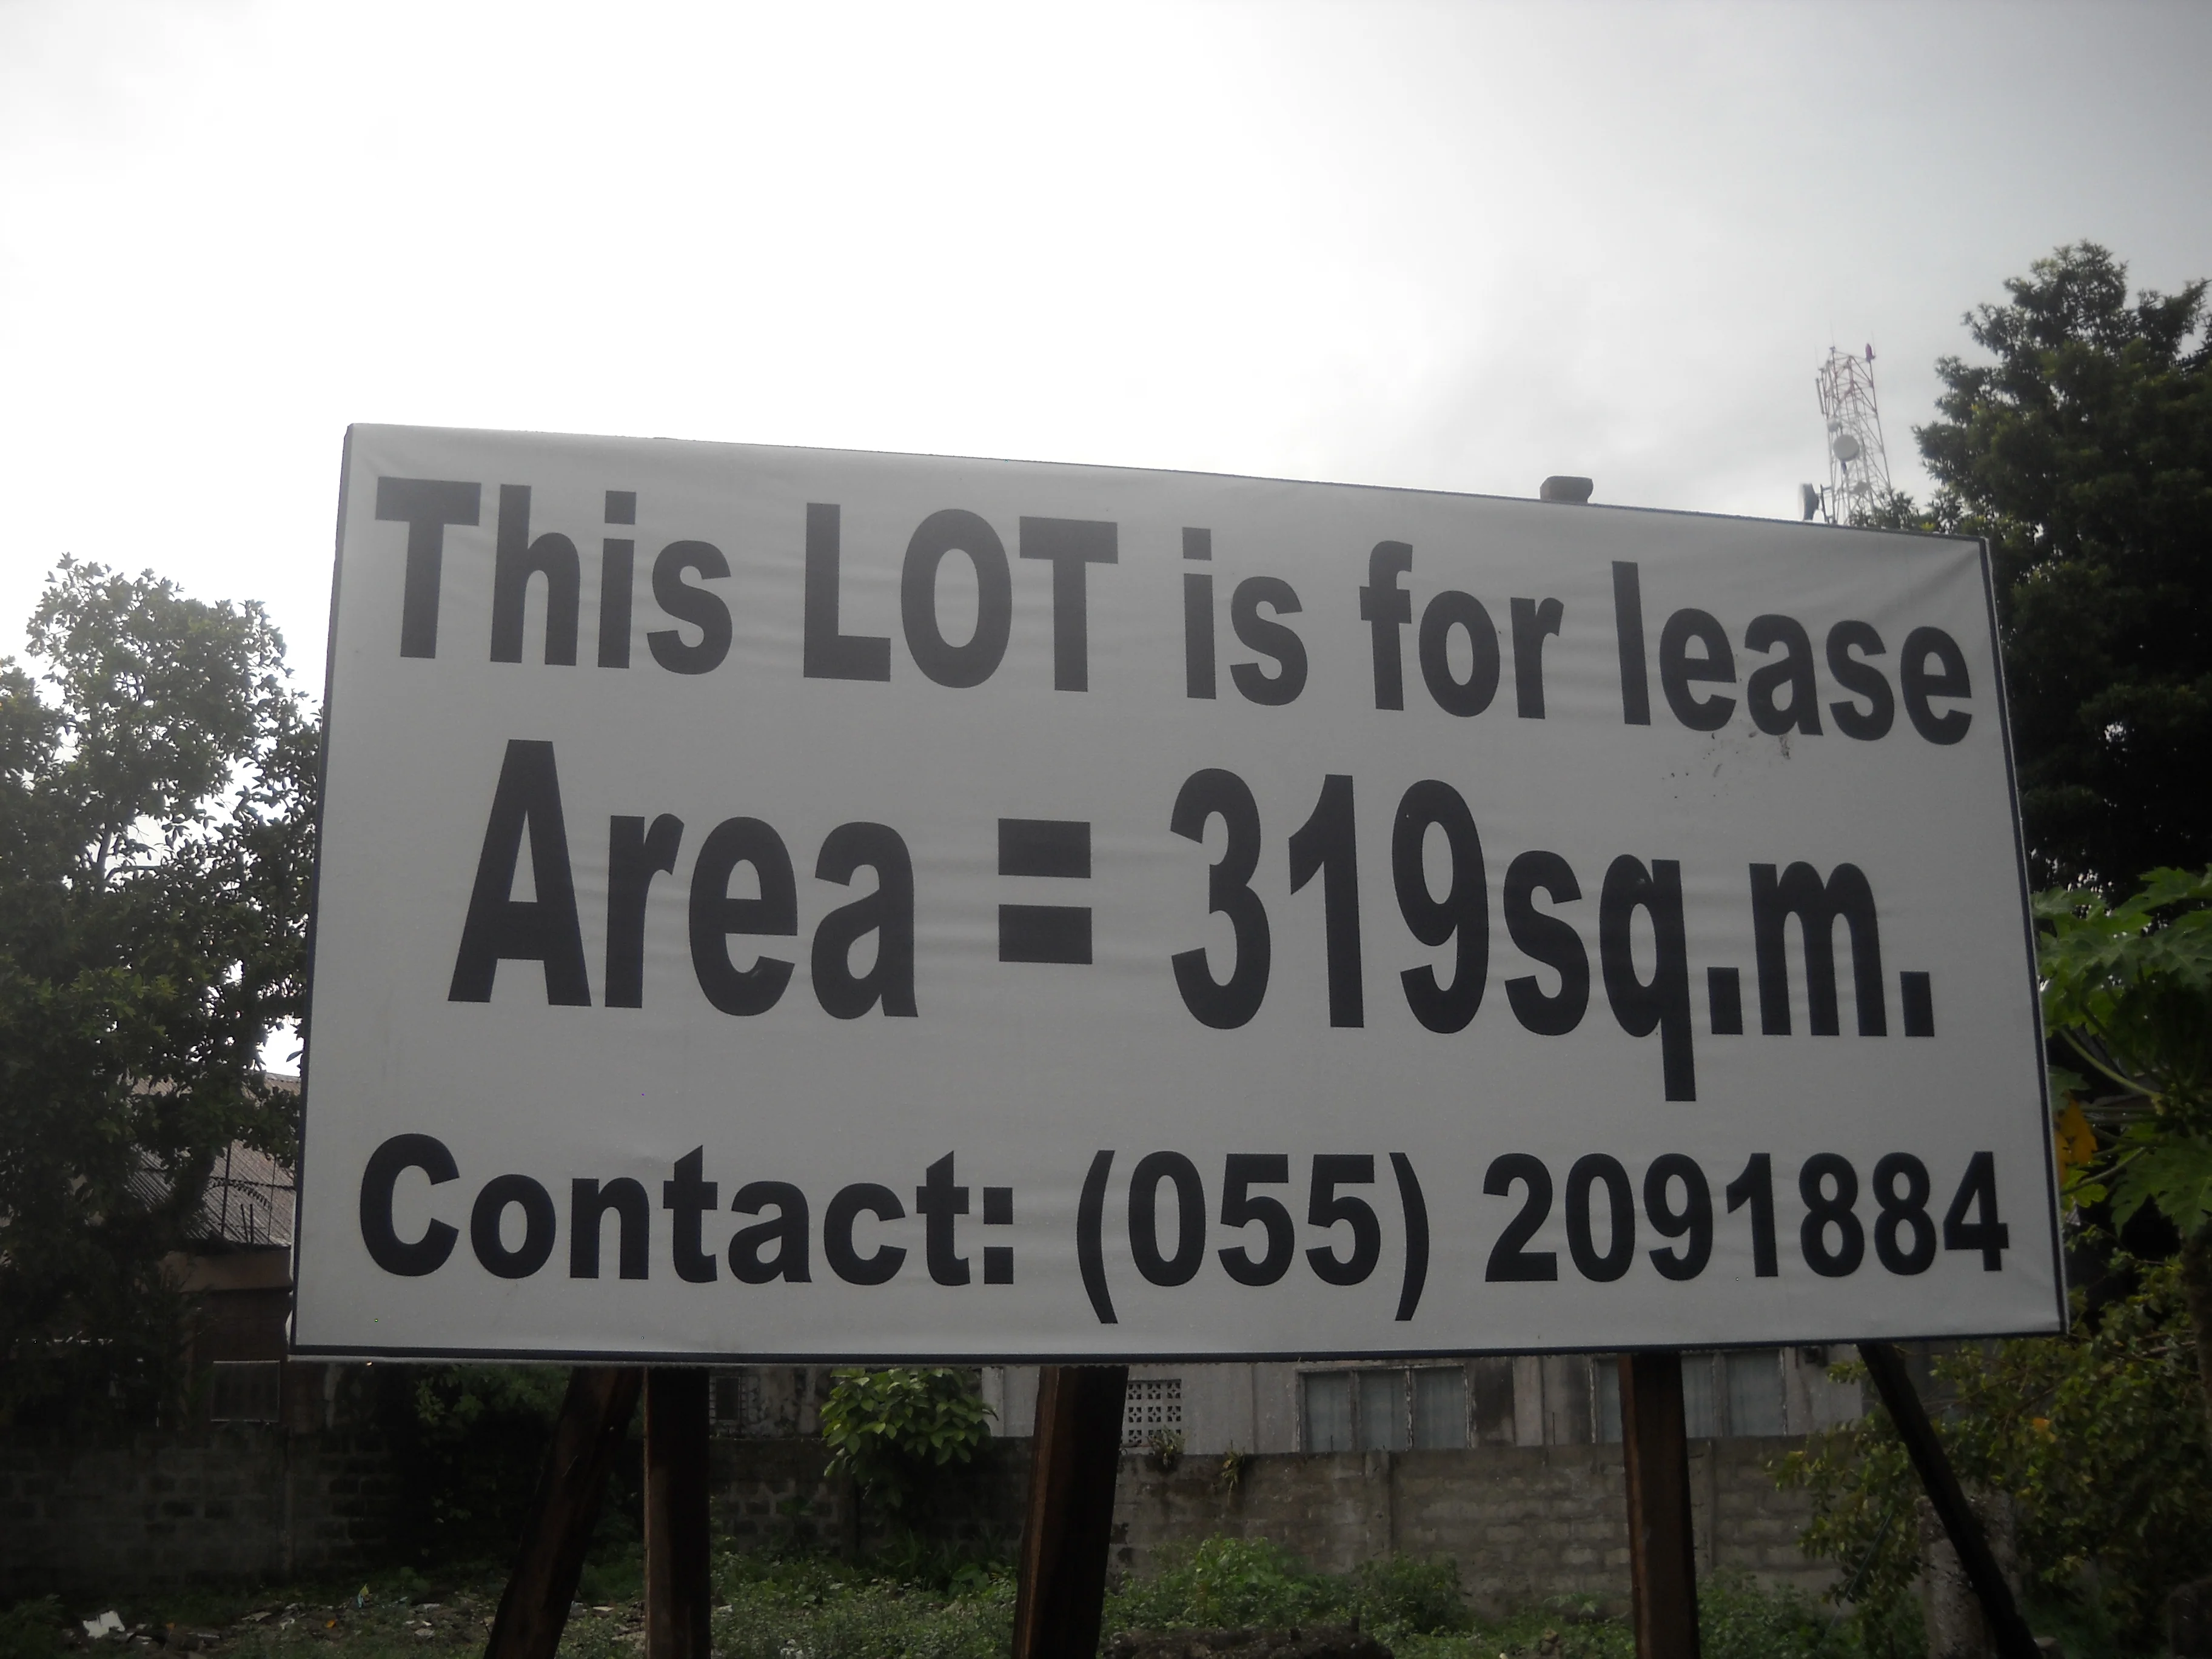 This LOT is for lease
Area = 319sq.m.
Contact: (055) 2091884